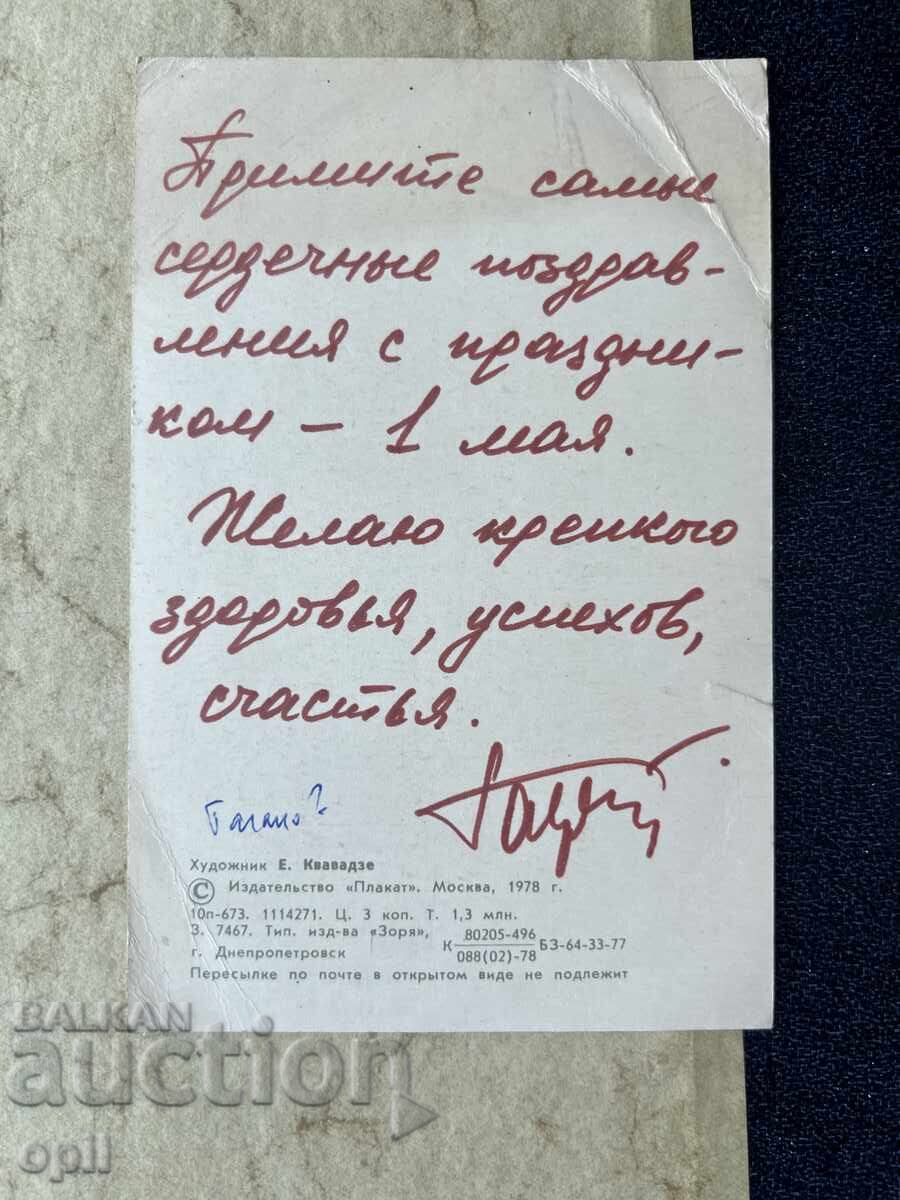 Примите самые
сердечные поздрав-
ления с праздни-
ком – 1 мая.
Желаю крепкого
здоровья, успехов,
счастья.
Художник Е. Квавадзе
© Издательство «Плакат». Москва, 1978 г.
10п-673. 1114271. Ц. 3 коп. Т. 1,3 млн.
З. 7467. Тип. изд-ва «Зоря»,
г. Днепропетровск
К 80205-496 / 088(02)-78 БЗ-64-33-77
Пересылке по почте в открытом виде не подлежит
BALKAN
auction
opil